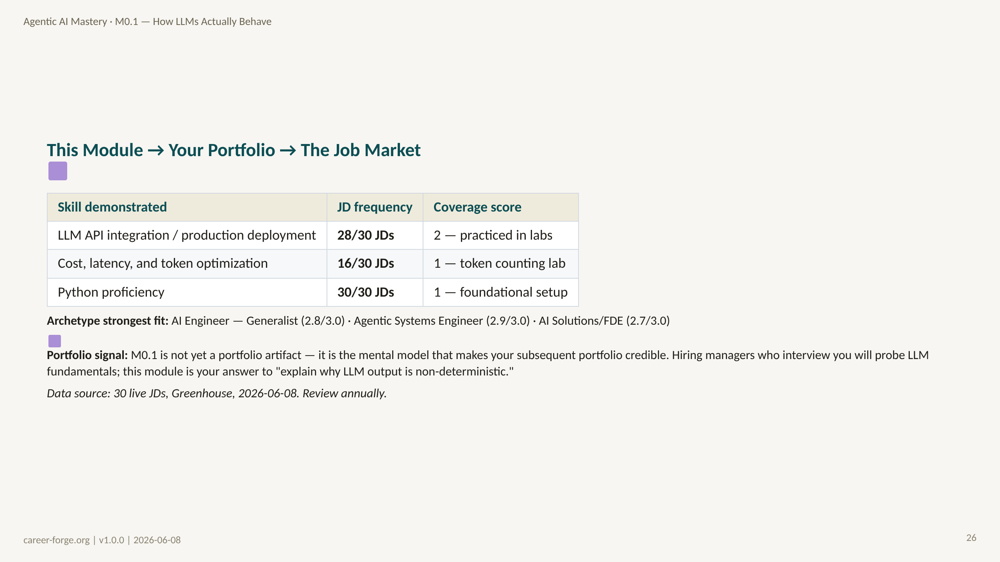 Agentic AI Mastery · M0.1 — How LLMs Actually Behave
This Module → Your Portfolio → The Job Market
Skill demonstrated JD frequency Coverage score
LLM API integration / production deployment 28/30 JDs 2 — practiced in labs
Cost, latency, and token optimization 16/30 JDs 1 — token counting lab
Python proficiency 30/30 JDs 1 — foundational setup
Archetype strongest fit: AI Engineer — Generalist (2.8/3.0) · Agentic Systems Engineer (2.9/3.0) · AI Solutions/FDE (2.7/3.0)
Portfolio signal: M0.1 is not yet a portfolio artifact — it is the mental model that makes your subsequent portfolio credible. Hiring managers who interview you will probe LLM
fundamentals; this module is your answer to "explain why LLM output is non-deterministic."
Data source: 30 live JDs, Greenhouse, 2026-06-08. Review annually.
career-forge.org | v1.0.0 | 2026-06-08
26